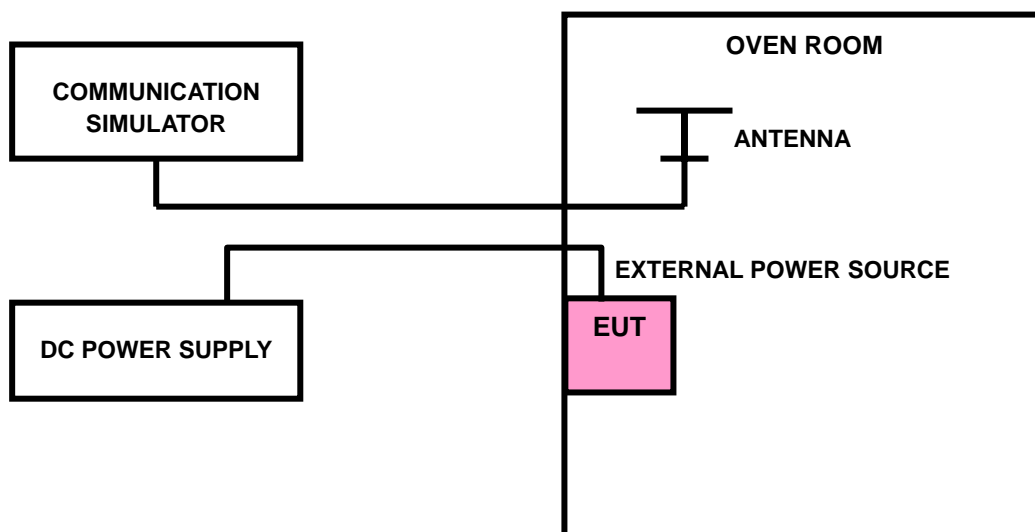 OVEN ROOM
COMMUNICATION
SIMULATOR
ANTENNA
EXTERNAL POWER SOURCE
EUT
DC POWER SUPPLY